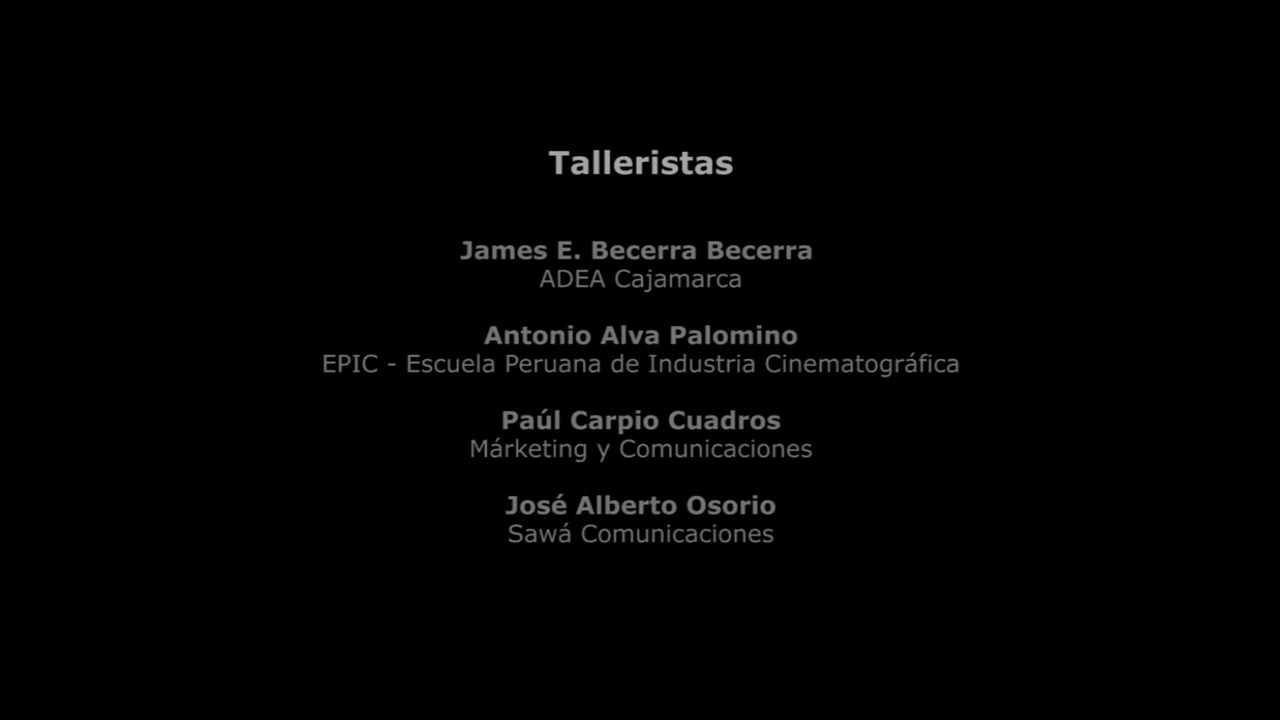 Talleristas
James E. Becerra Becerra
ADEA Cajamarca
Antonio Alva Palomino
EPIC - Escuela Peruana de Industria Cinematográfica
Paúl Carpio Cuadros
Márketing y Comunicaciones
José Alberto Osorio
Sawá Comunicaciones